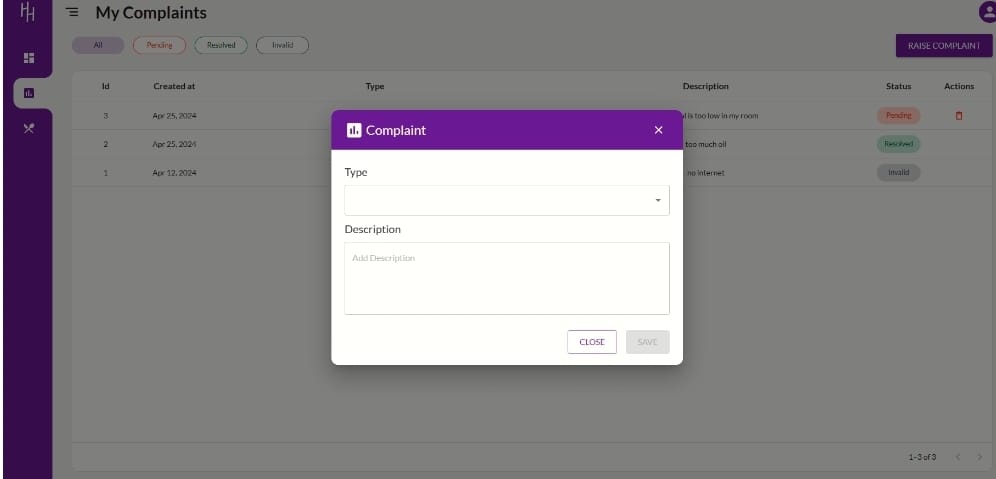 HH
My Complaints
All Pending Resolved Invalid RAISE COMPLAINT
Id Created at Type Description Status Actions
3 Apr 25, 2024 is too low in my room Pending
2 Apr 25, 2024 too much oil Resolved
1 Apr 12, 2024 no internet Invalid
Complaint
Type
Description
Add Description
CLOSE SAVE
1–3 of 3